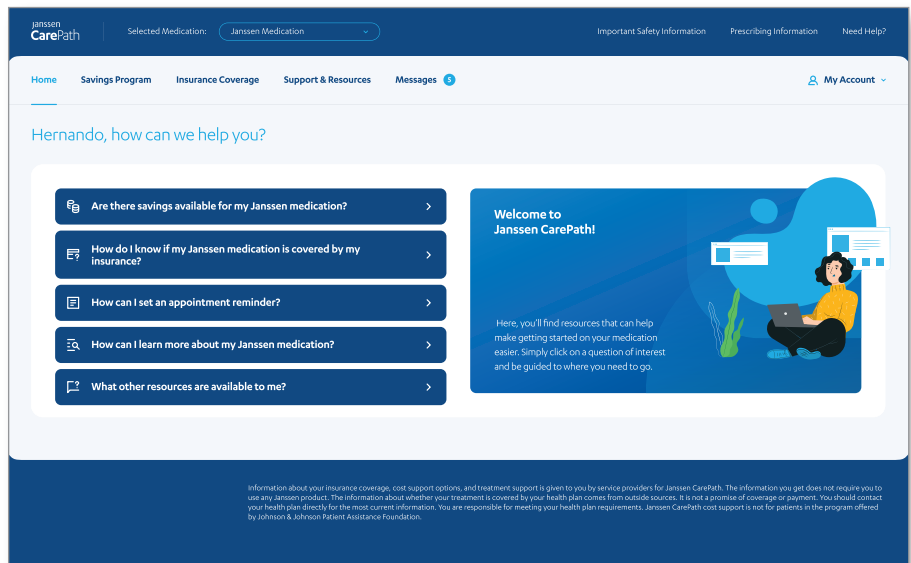 janssen
CarePath
Selected Medication:
Janssen Medication
Important Safety Information
Prescribing Information
Need Help?
Home
Savings Program
Insurance Coverage
Support & Resources
Messages
5
My Account
Hernando, how can we help you?
Are there savings available for my Janssen medication?
How do I know if my Janssen medication is covered by my
insurance?
How can I set an appointment reminder?
How can I learn more about my Janssen medication?
What other resources are available to me?
Welcome to
Janssen CarePath!
Here, you'll find resources that can help
make getting started on your medication
easier. Simply click on a question of interest
and be guided to where you need to go.
Information about your insurance coverage, cost support options, and treatment support is given to you by service providers for Janssen CarePath. The information you get does not require you to
use any Janssen product. The information about whether your treatment is covered by your health plan comes from outside sources. It is not a promise of coverage or payment. You should contact
your health plan directly for the most current information. You are responsible for meeting your health plan requirements. Janssen CarePath cost support is not for patients in the program offered
by Johnson & Johnson Patient Assistance Foundation.